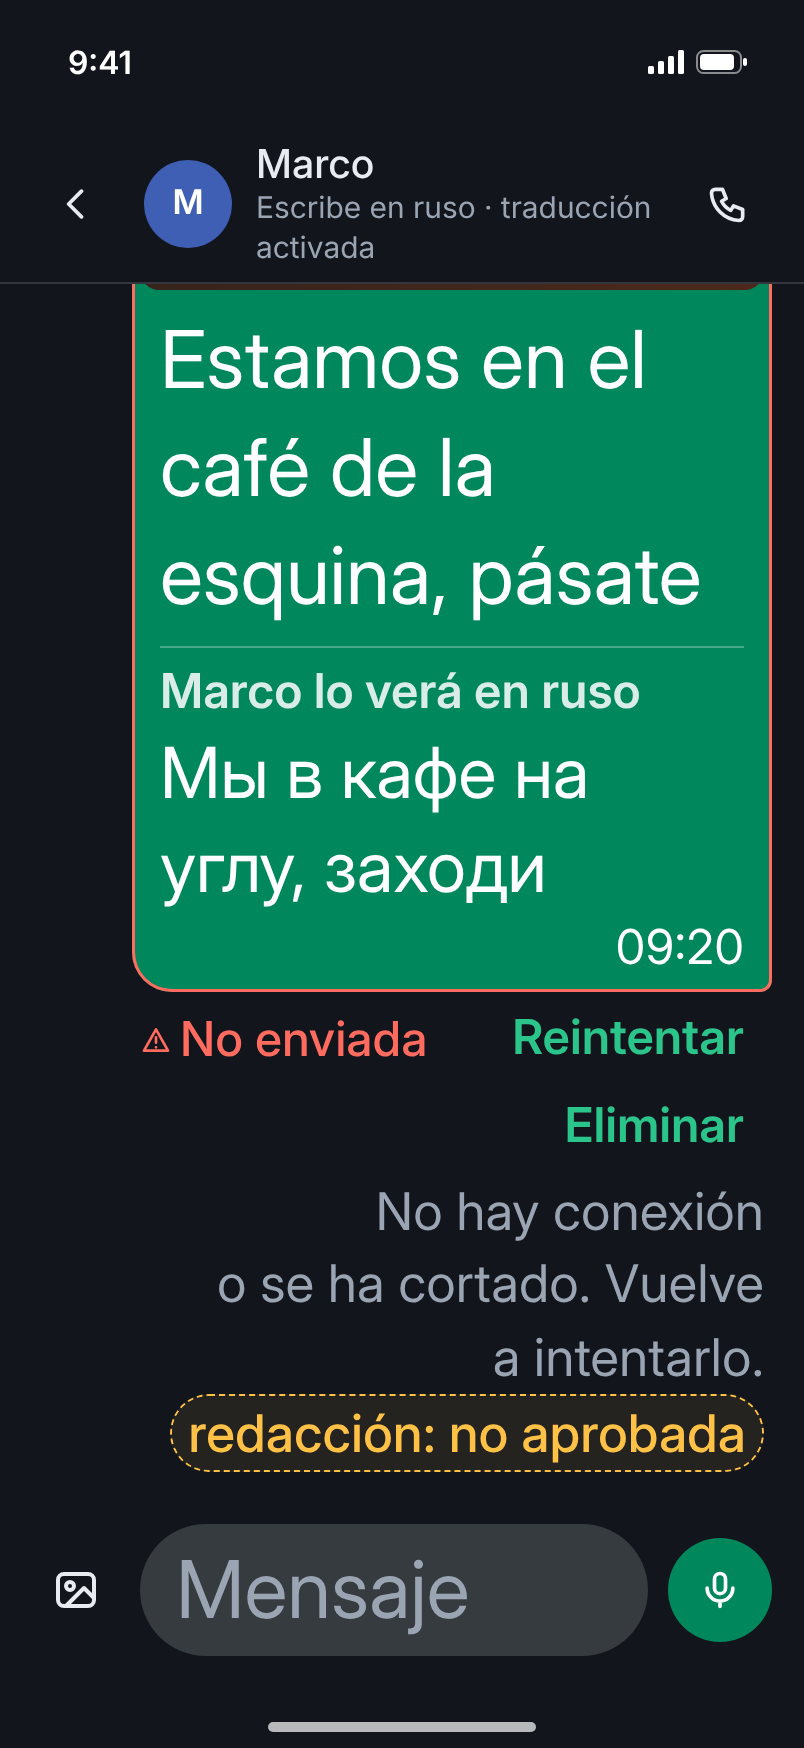 9:41
M
Marco
Escribe en ruso · traducción
activada
Estamos en el
café de la
esquina, pásate
Marco lo verá en ruso
Мы в кафе на
углу, заходи
09:20
No enviada
Reintentar
Eliminar
No hay conexión
o se ha cortado. Vuelve
a intentarlo.
redacción: no aprobada
Mensaje